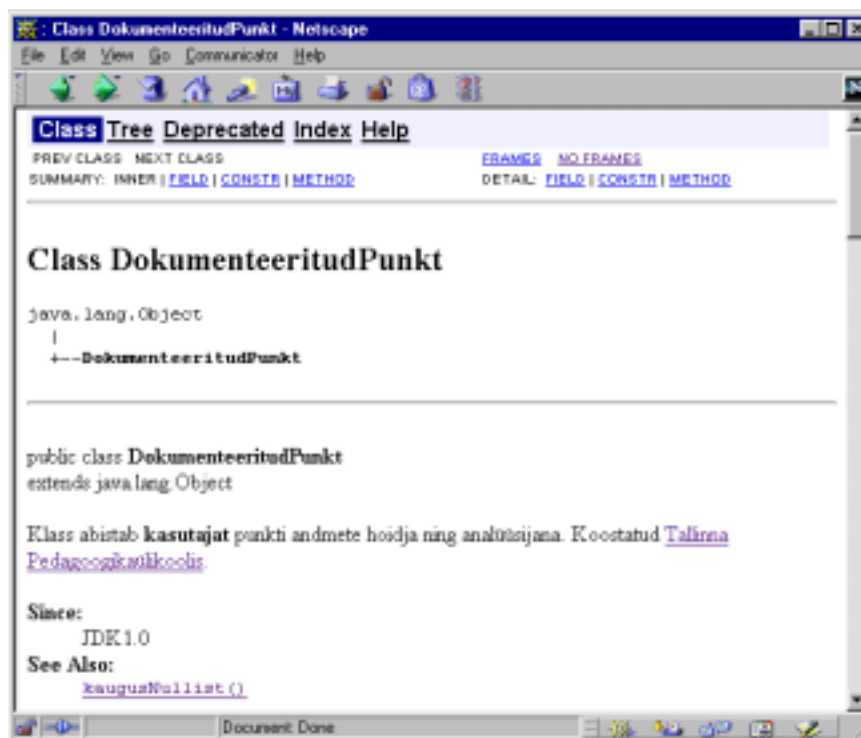 : Class DokumenteeritudPunkt - Netscape
File Edit View Go Communicator Help
Class Tree Deprecated Index Help
PREV CLASS NEXT CLASS FRAMES NO FRAMES
SUMMARY: INNER | FIELD | CONSTR | METHOD DETAIL: FIELD | CONSTR | METHOD
Class DokumenteeritudPunkt
java.lang.Object
|
+--DokumenteeritudPunkt
public class DokumenteeritudPunkt
extends java.lang.Object
Klass abistab kasutajat punkti andmete hoidja ning analüüsijana. Koostatud Tallinna
Pedagoogikaülikoolis.
Since:
JDK1.0
See Also:
kaugusNullist()
Document: Done